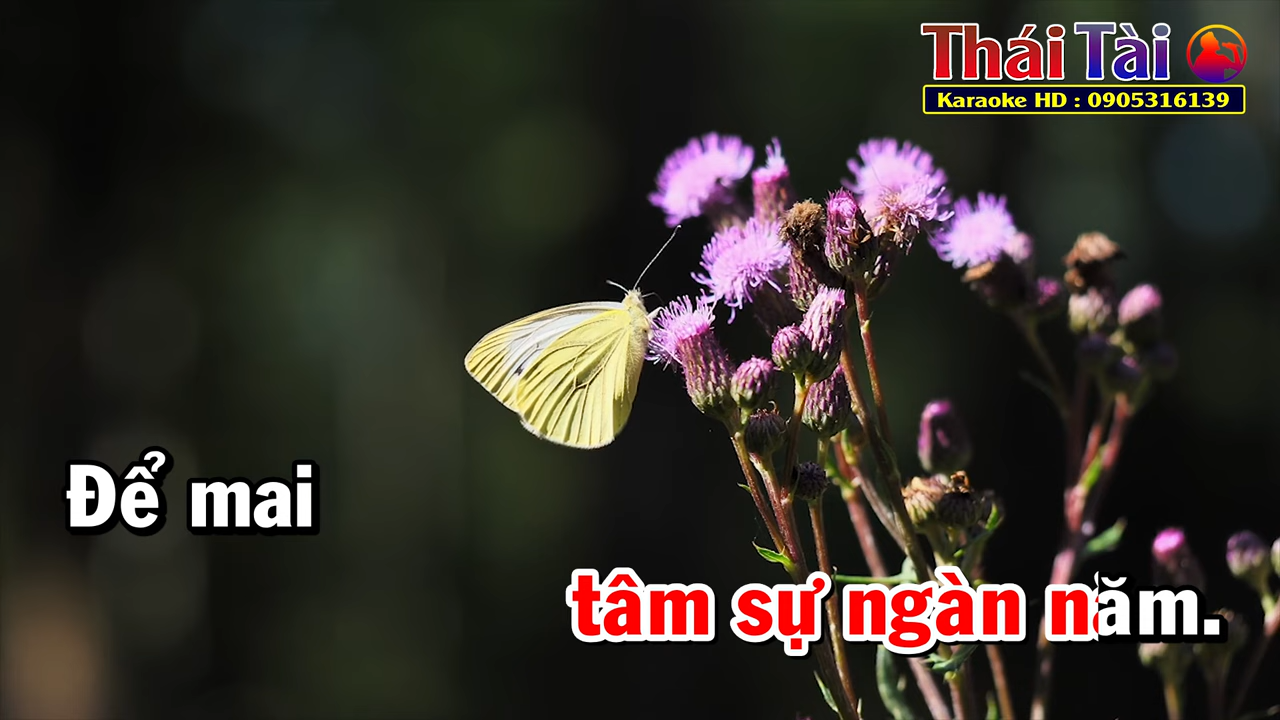 Thái Tài
Karaoke HD : 0905316139
Để mai
tâm sự ngàn năm.